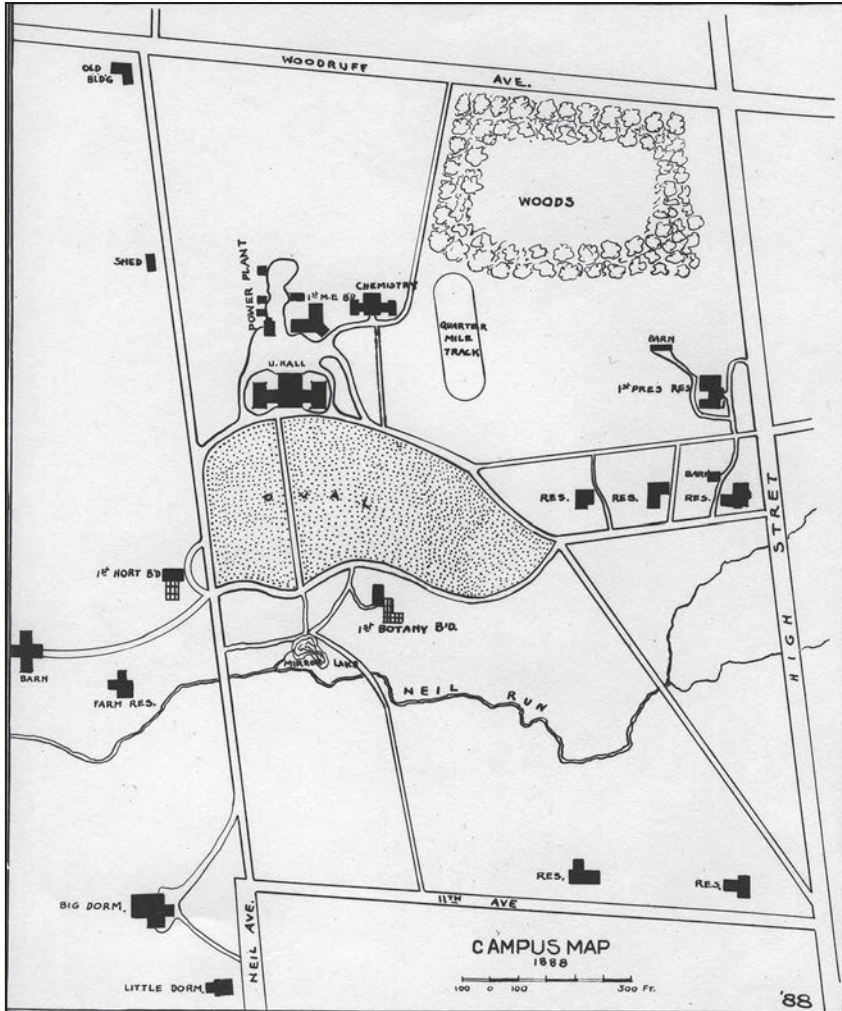 WOODRUFF AVE.
OLD
BLD'G
WOODS
SHED
POWER PLANT
1st M.E B'D.
CHEMISTRY
QUARTER
MILE
TRACK
BARN
U. HALL
1st PRES RES
OVAL
RES.
RES.
BARN
RES.
HIGH STREET
1st HORT B'D
1st BOTANY B'D.
MIRROR LAKE
BARN
FARM RES.
NEIL RUN
RES.
RES.
BIG DORM.
11TH AVE
NEIL AVE.
CAMPUS MAP
1888
LITTLE DORM.
100 0 100 500 Ft.
'88